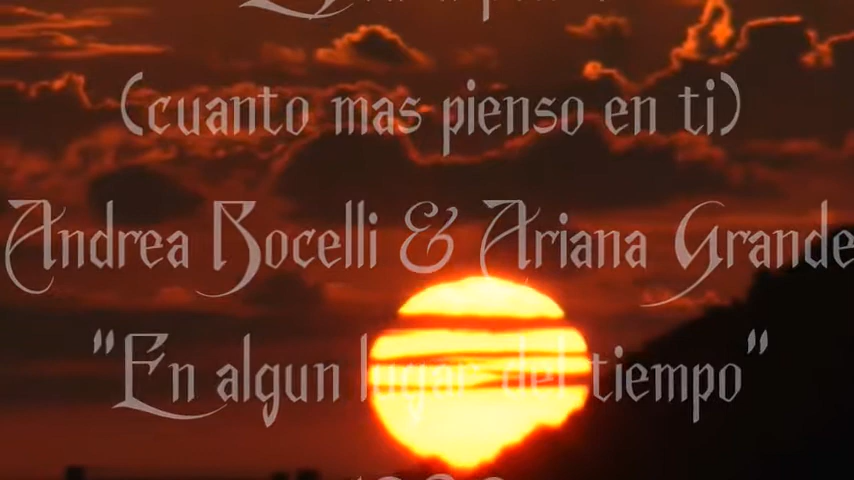 (cuanto mas pienso en ti)
Andrea Bocelli & Ariana Grande
"En algun lugar del tiempo"